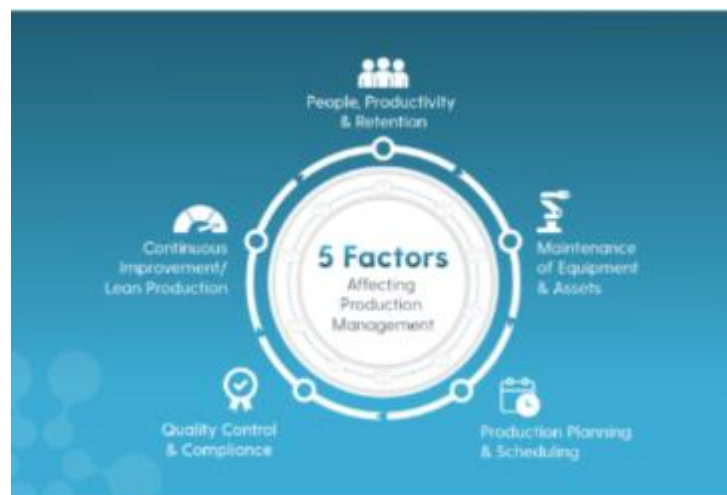 People, Productivity
& Retention
Continuous
Improvement/
Lean Production
5 Factors
Affecting
Production
Management
Maintenance
of Equipment
& Assets
Quality Control
& Compliance
Production Planning
& Scheduling